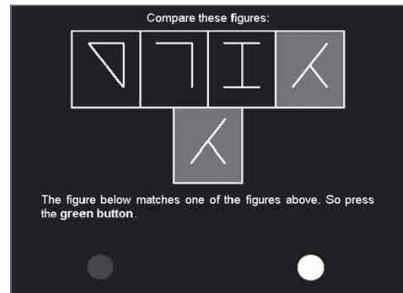 Compare these figures:
The figure below matches one of the figures above. So press
the green button.